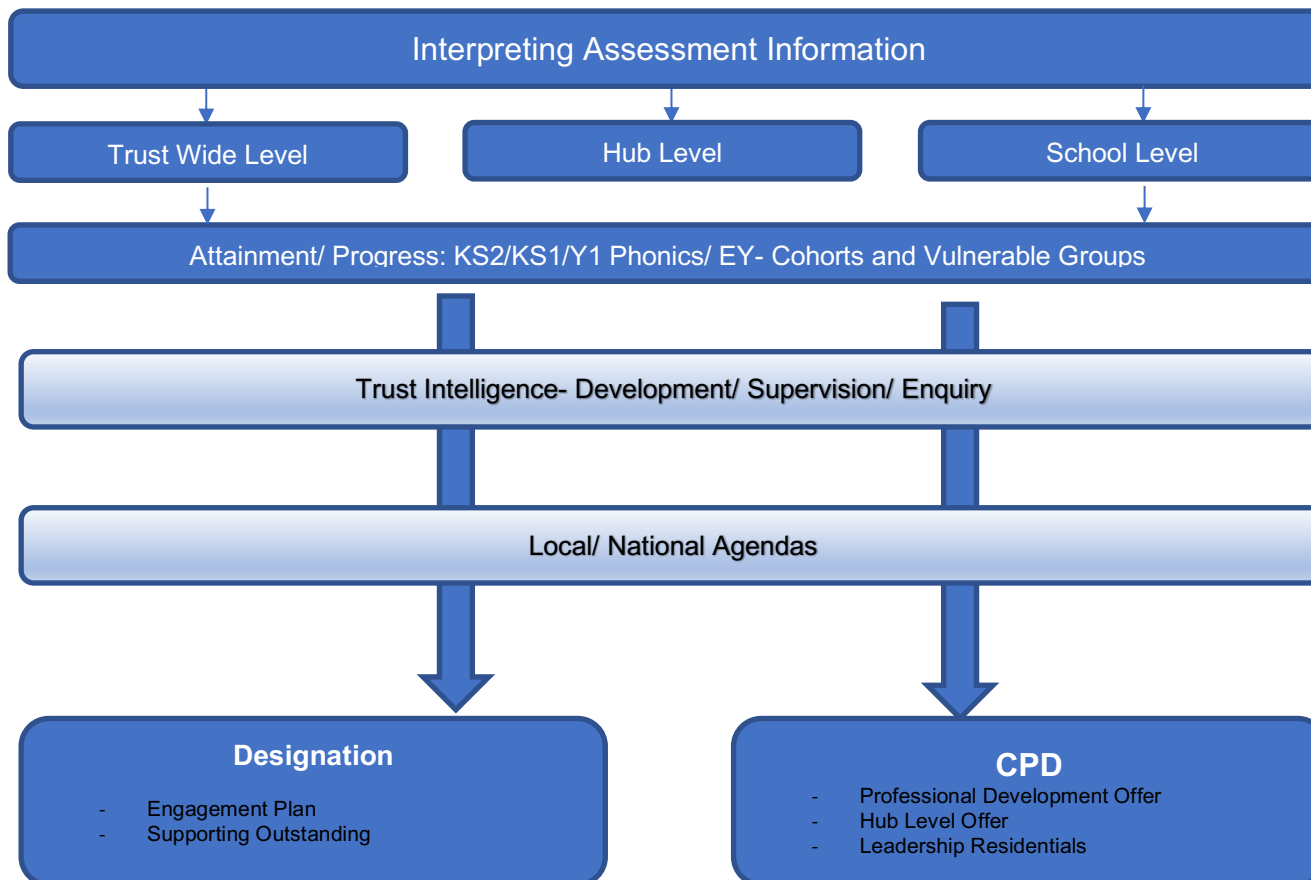 Interpreting Assessment Information
Trust Wide Level
Hub Level
School Level
Attainment/ Progress: KS2/KS1/Y1 Phonics/ EY- Cohorts and Vulnerable Groups
Trust Intelligence- Development/ Supervision/ Enquiry
Local/ National Agendas
Designation
- Engagement Plan
- Supporting Outstanding
CPD
- Professional Development Offer
- Hub Level Offer
- Leadership Residentials